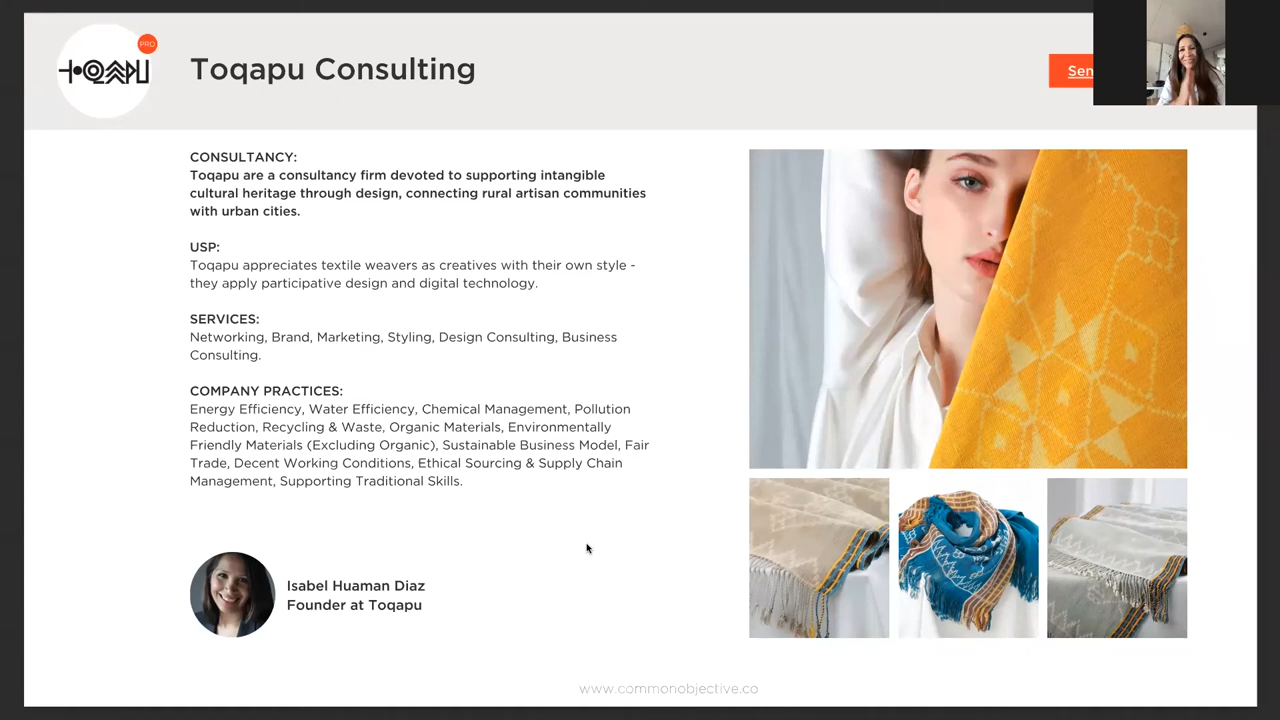 TOQAPU
PRO
Toqapu Consulting
CONSULTANCY:
Toqapu are a consultancy firm devoted to supporting intangible
cultural heritage through design, connecting rural artisan communities
with urban cities.
USP:
Toqapu appreciates textile weavers as creatives with their own style -
they apply participative design and digital technology.
SERVICES:
Networking, Brand, Marketing, Styling, Design Consulting, Business
Consulting.
COMPANY PRACTICES:
Energy Efficiency, Water Efficiency, Chemical Management, Pollution
Reduction, Recycling & Waste, Organic Materials, Environmentally
Friendly Materials (Excluding Organic), Sustainable Business Model, Fair
Trade, Decent Working Conditions, Ethical Sourcing & Supply Chain
Management, Supporting Traditional Skills.
Isabel Huaman Diaz
Founder at Toqapu
www.commonobjective.co